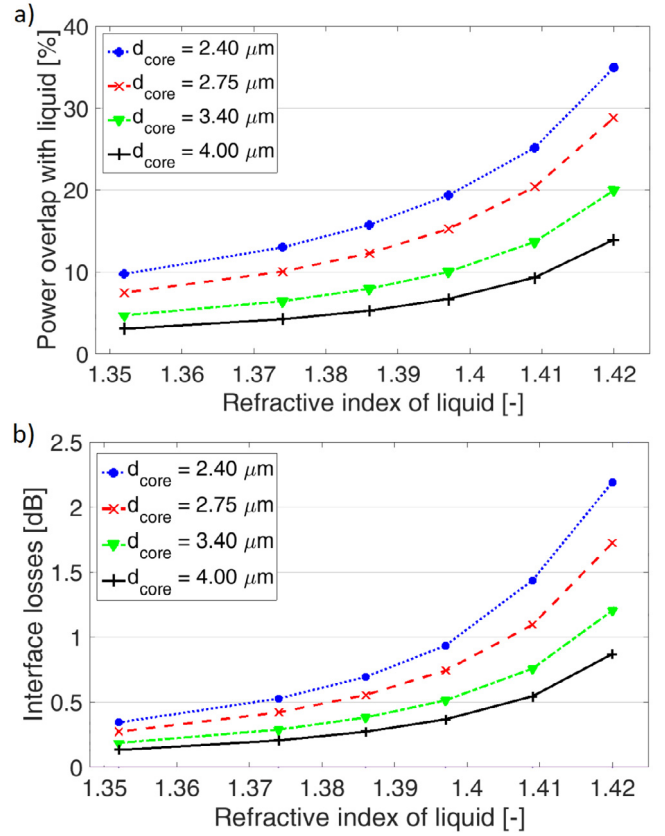 a)
Power overlap with liquid [%]
40
30
20
10
0
d_core = 2.40 μm
d_core = 2.75 μm
d_core = 3.40 μm
d_core = 4.00 μm
1.35 1.36 1.37 1.38 1.39 1.4 1.41 1.42
Refractive index of liquid [-]
b)
Interface losses [dB]
2.5
2
1.5
1
0.5
0
d_core = 2.40 μm
d_core = 2.75 μm
d_core = 3.40 μm
d_core = 4.00 μm
1.35 1.36 1.37 1.38 1.39 1.4 1.41 1.42
Refractive index of liquid [-]